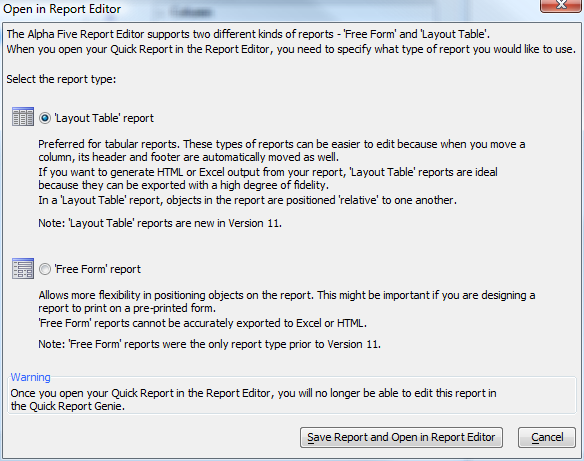 Open in Report Editor
The Alpha Five Report Editor supports two different kinds of reports - 'Free Form' and 'Layout Table'.
When you open your Quick Report in the Report Editor, you need to specify what type of report you would like to use.
Select the report type:
'Layout Table' report
Preferred for tabular reports. These types of reports can be easier to edit because when you move a
column, its header and footer are automatically moved as well.
If you want to generate HTML or Excel output from your report, 'Layout Table' reports are ideal
because they can be exported with a high degree of fidelity.
In a 'Layout Table' report, objects in the report are positioned 'relative' to one another.
Note: 'Layout Table' reports are new in Version 11.
'Free Form' report
Allows more flexibility in positioning objects on the report. This might be important if you are designing a
report to print on a pre-printed form.
'Free Form' reports cannot be accurately exported to Excel or HTML.
Note: 'Free Form' reports were the only report type prior to Version 11.
Warning
Once you open your Quick Report in the Report Editor, you will no longer be able to edit this report in
the Quick Report Genie.
Save Report and Open in Report Editor
Cancel